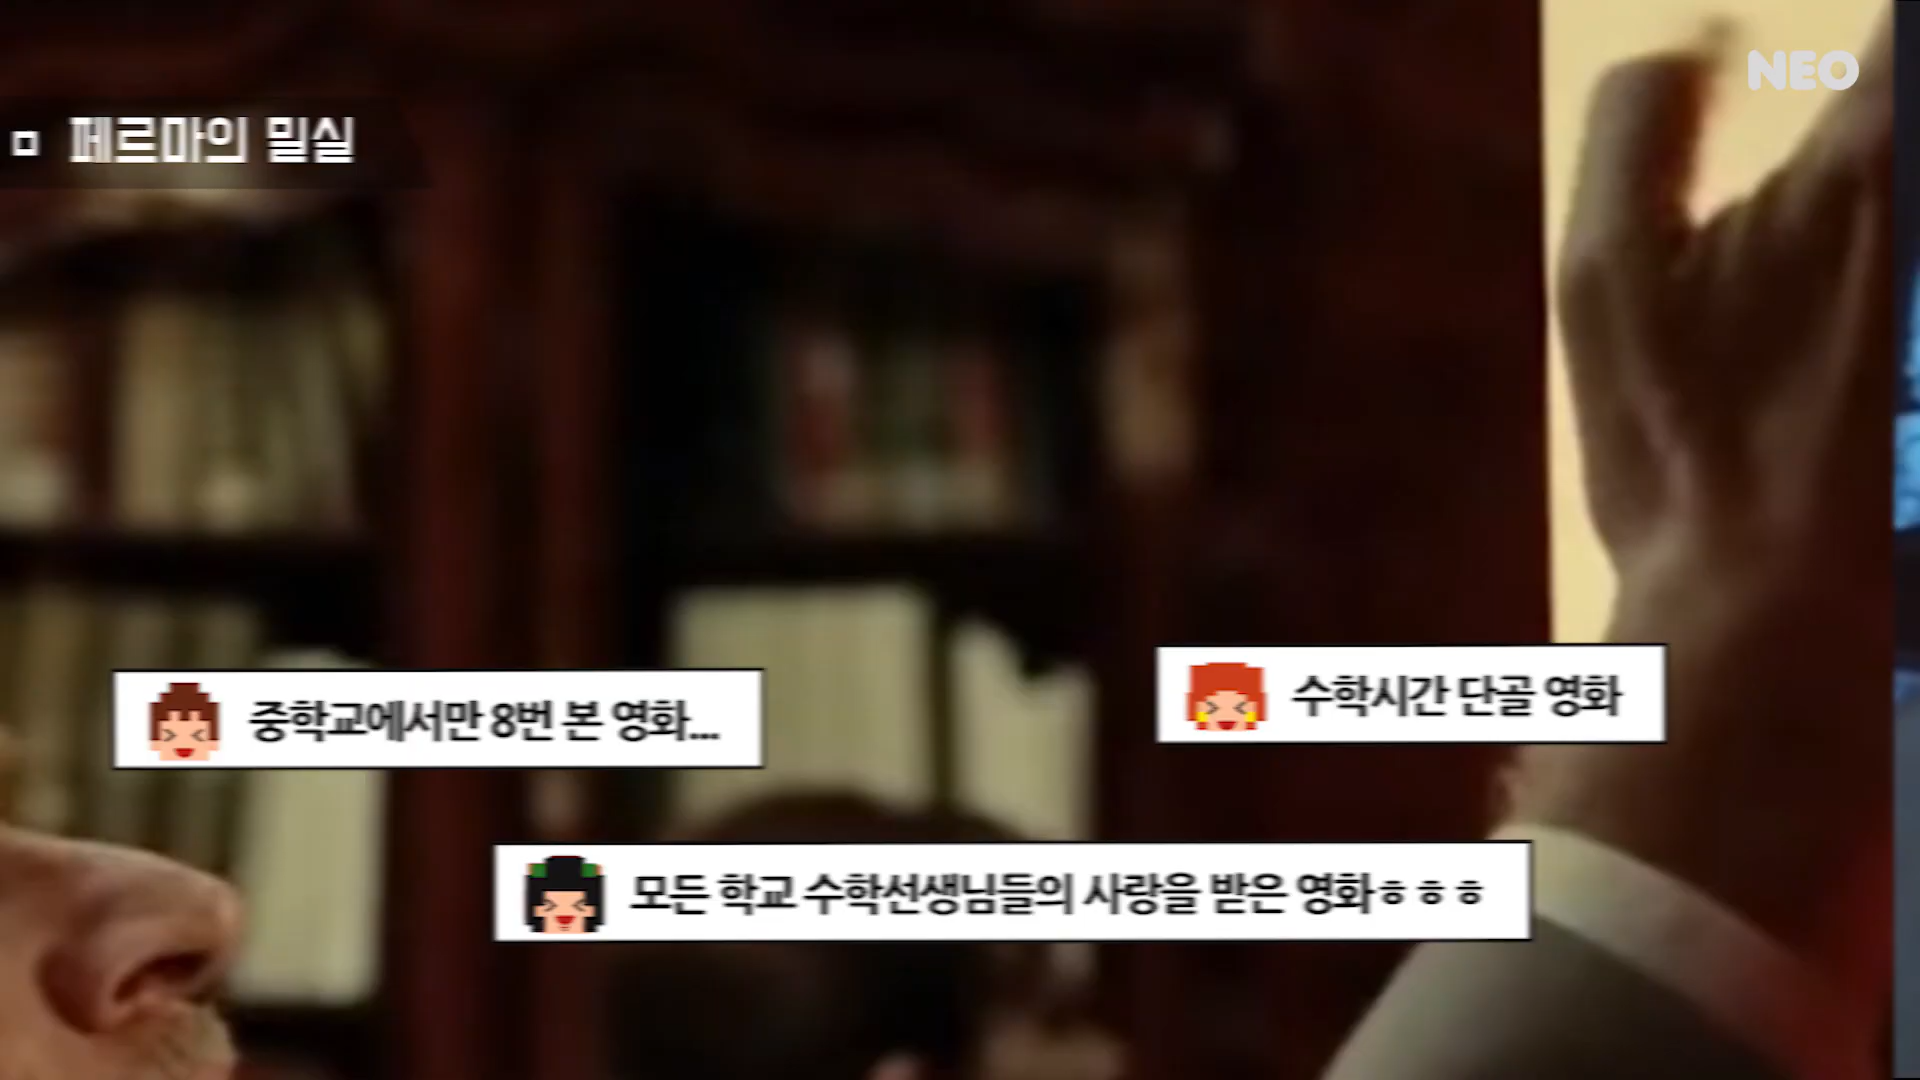 NEO
페르마의 밀실
수학시간 단골 영화
중학교에서만 8번 본 영화...
모든 학교 수학선생님들의 사랑을 받은 영화ㅎㅎㅎ